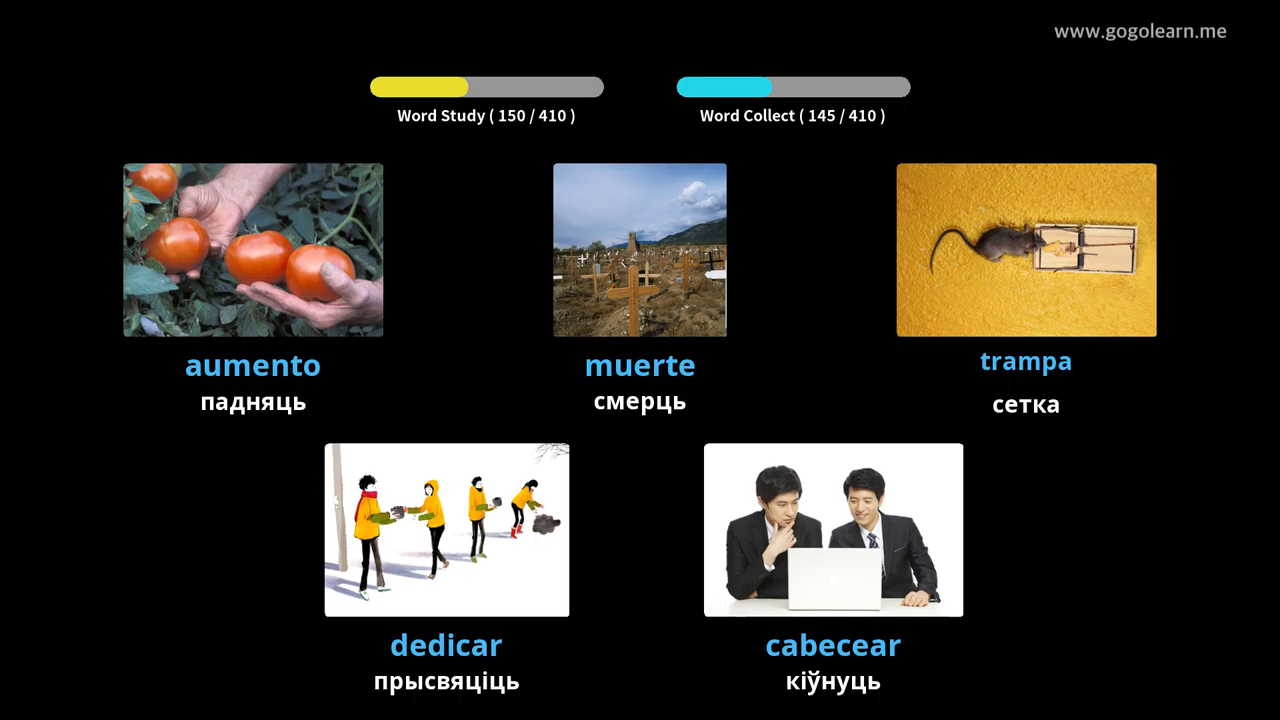 www.gogolearn.me
Word Study ( 150 / 410 )
Word Collect ( 145 / 410 )
aumento
падняць
muerte
смерць
trampa
сетка
dedicar
прысвяціць
cabecear
кіўнуць